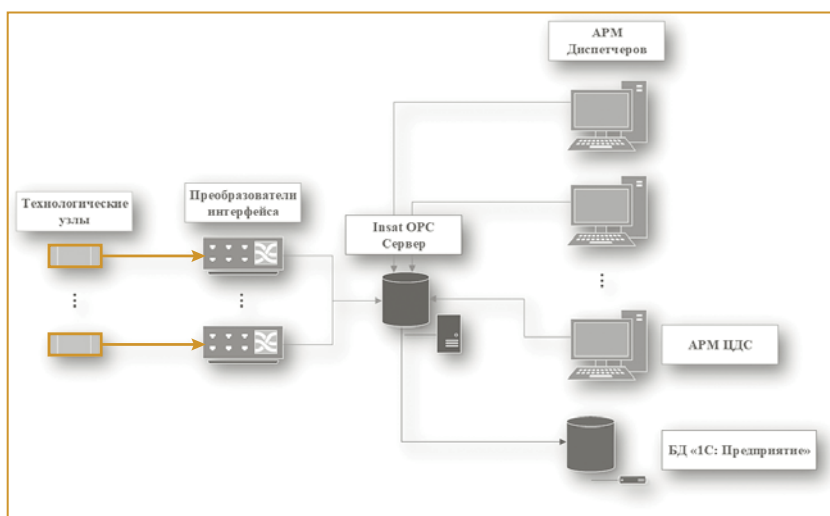 АРМ
Диспетчеров
Технологические
узлы
Преобразователи
интерфейса
Insat OPC
Сервер
АРМ ЦДС
БД «1С: Предприятие»